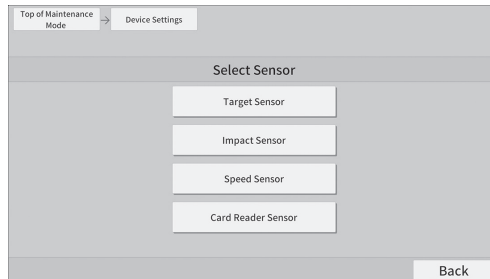 Top of Maintenance
Mode
→
Device Settings
Select Sensor
Target Sensor
Impact Sensor
Speed Sensor
Card Reader Sensor
Back